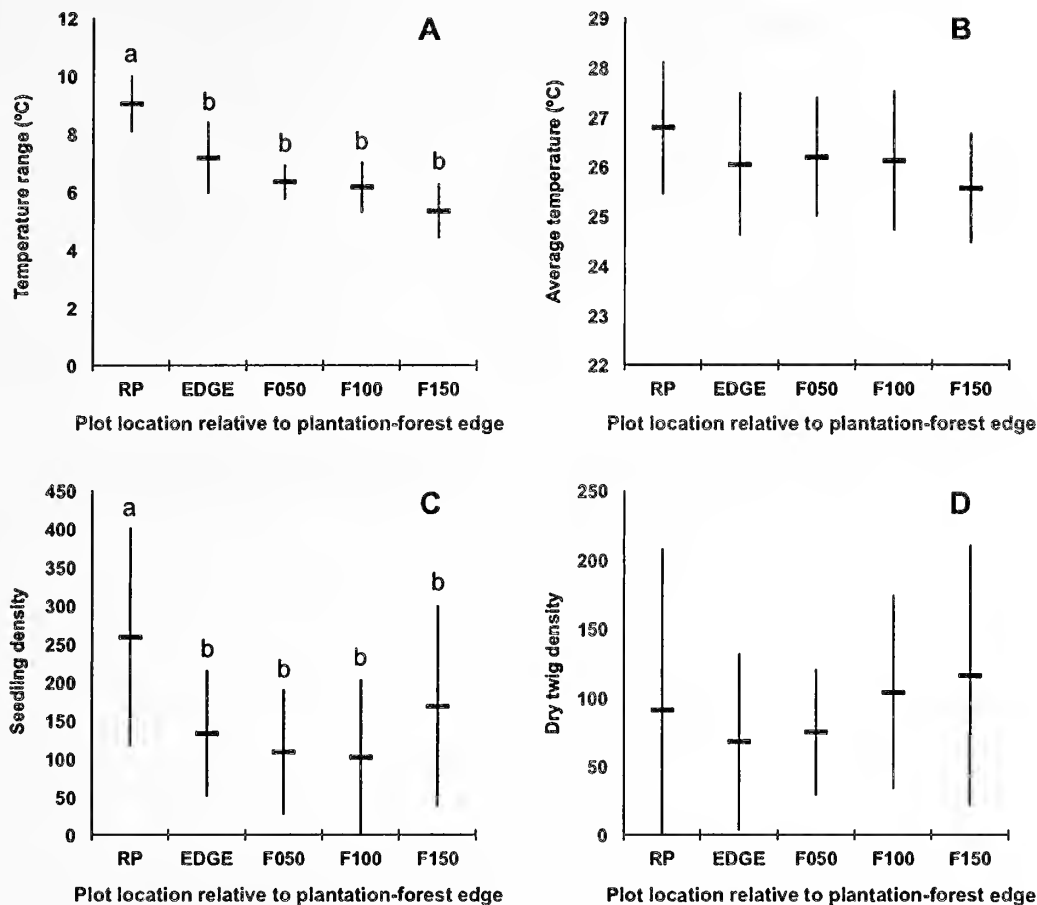 A
Temperature range (ºC)
12
10
8
6
4
2
0
a
b
b
b
b
RP EDGE F050 F100 F150
Plot location relative to plantation-forest edge
B
Average temperature (ºC)
29
28
27
26
25
24
23
22
RP EDGE F050 F100 F150
Plot location relative to plantation-forest edge
C
Seedling density
450
400
350
300
250
200
150
100
50
0
a
b
b
b
b
RP EDGE F050 F100 F150
Plot location relative to plantation-forest edge
D
Dry twig density
250
200
150
100
50
0
RP EDGE F050 F100 F150
Plot location relative to plantation-forest edge